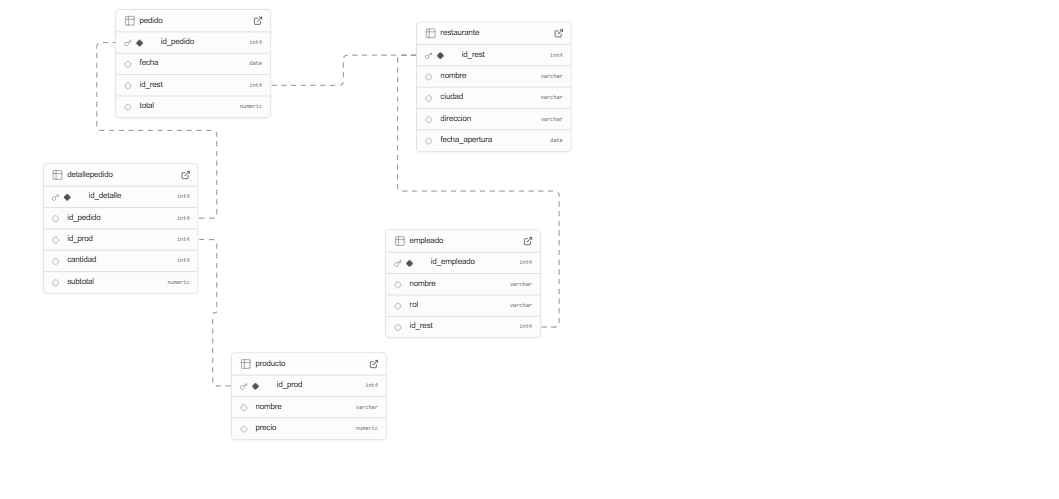 pedido
id_pedido int4
fecha date
id_rest int4
total numeric
restaurante
id_rest int4
nombre varchar
ciudad varchar
direccion varchar
fecha_apertura date
detallepedido
id_detalle int4
id_pedido int4
id_prod int4
cantidad int4
subtotal numeric
empleado
id_empleado int4
nombre varchar
rol varchar
id_rest int4
producto
id_prod int4
nombre varchar
precio numeric